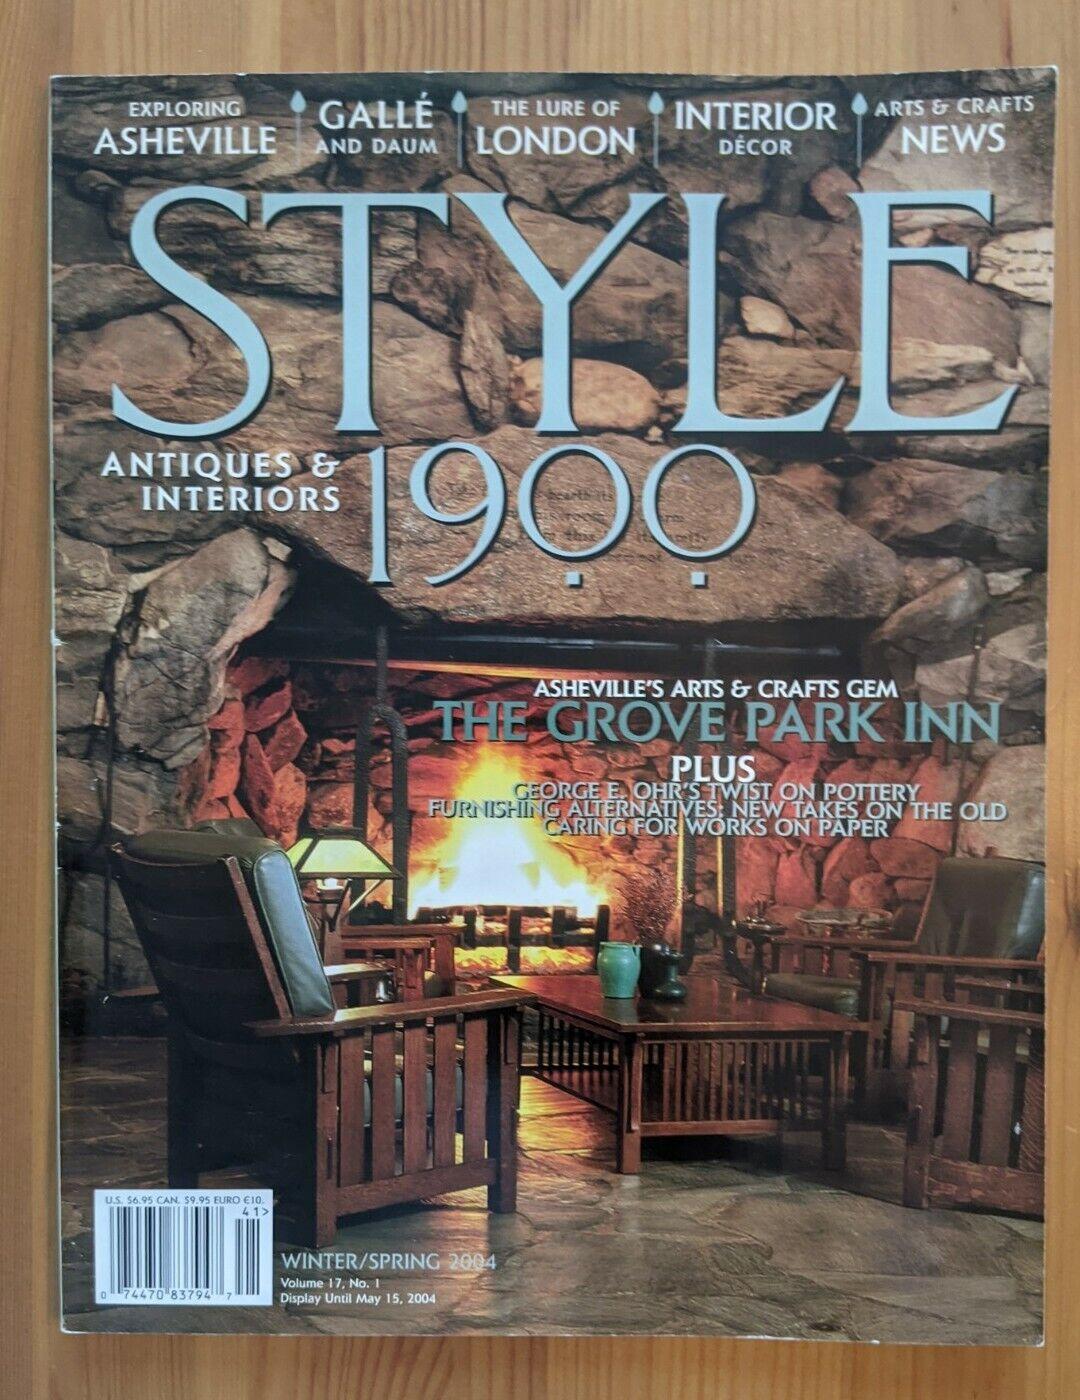 EXPLORING
ASHEVILLE
GALLÉ
AND DAUM
THE LURE OF
LONDON
INTERIOR
DÉCOR
ARTS & CRAFTS
NEWS
STYLE
1900
ANTIQUES &
INTERIORS
hearth its
ASHEVILLE'S ARTS & CRAFTS GEM
THE GROVE PARK INN
PLUS
GEORGE E. OHR'S TWIST ON POTTERY
FURNISHING ALTERNATIVES: NEW TAKES ON THE OLD
CARING FOR WORKS ON PAPER
U.S. $6.95 CAN. $9.95 EURO €10.
41>
0 74470 83794 7
WINTER/SPRING 2004
Volume 17, No. 1
Display Until May 15, 2004